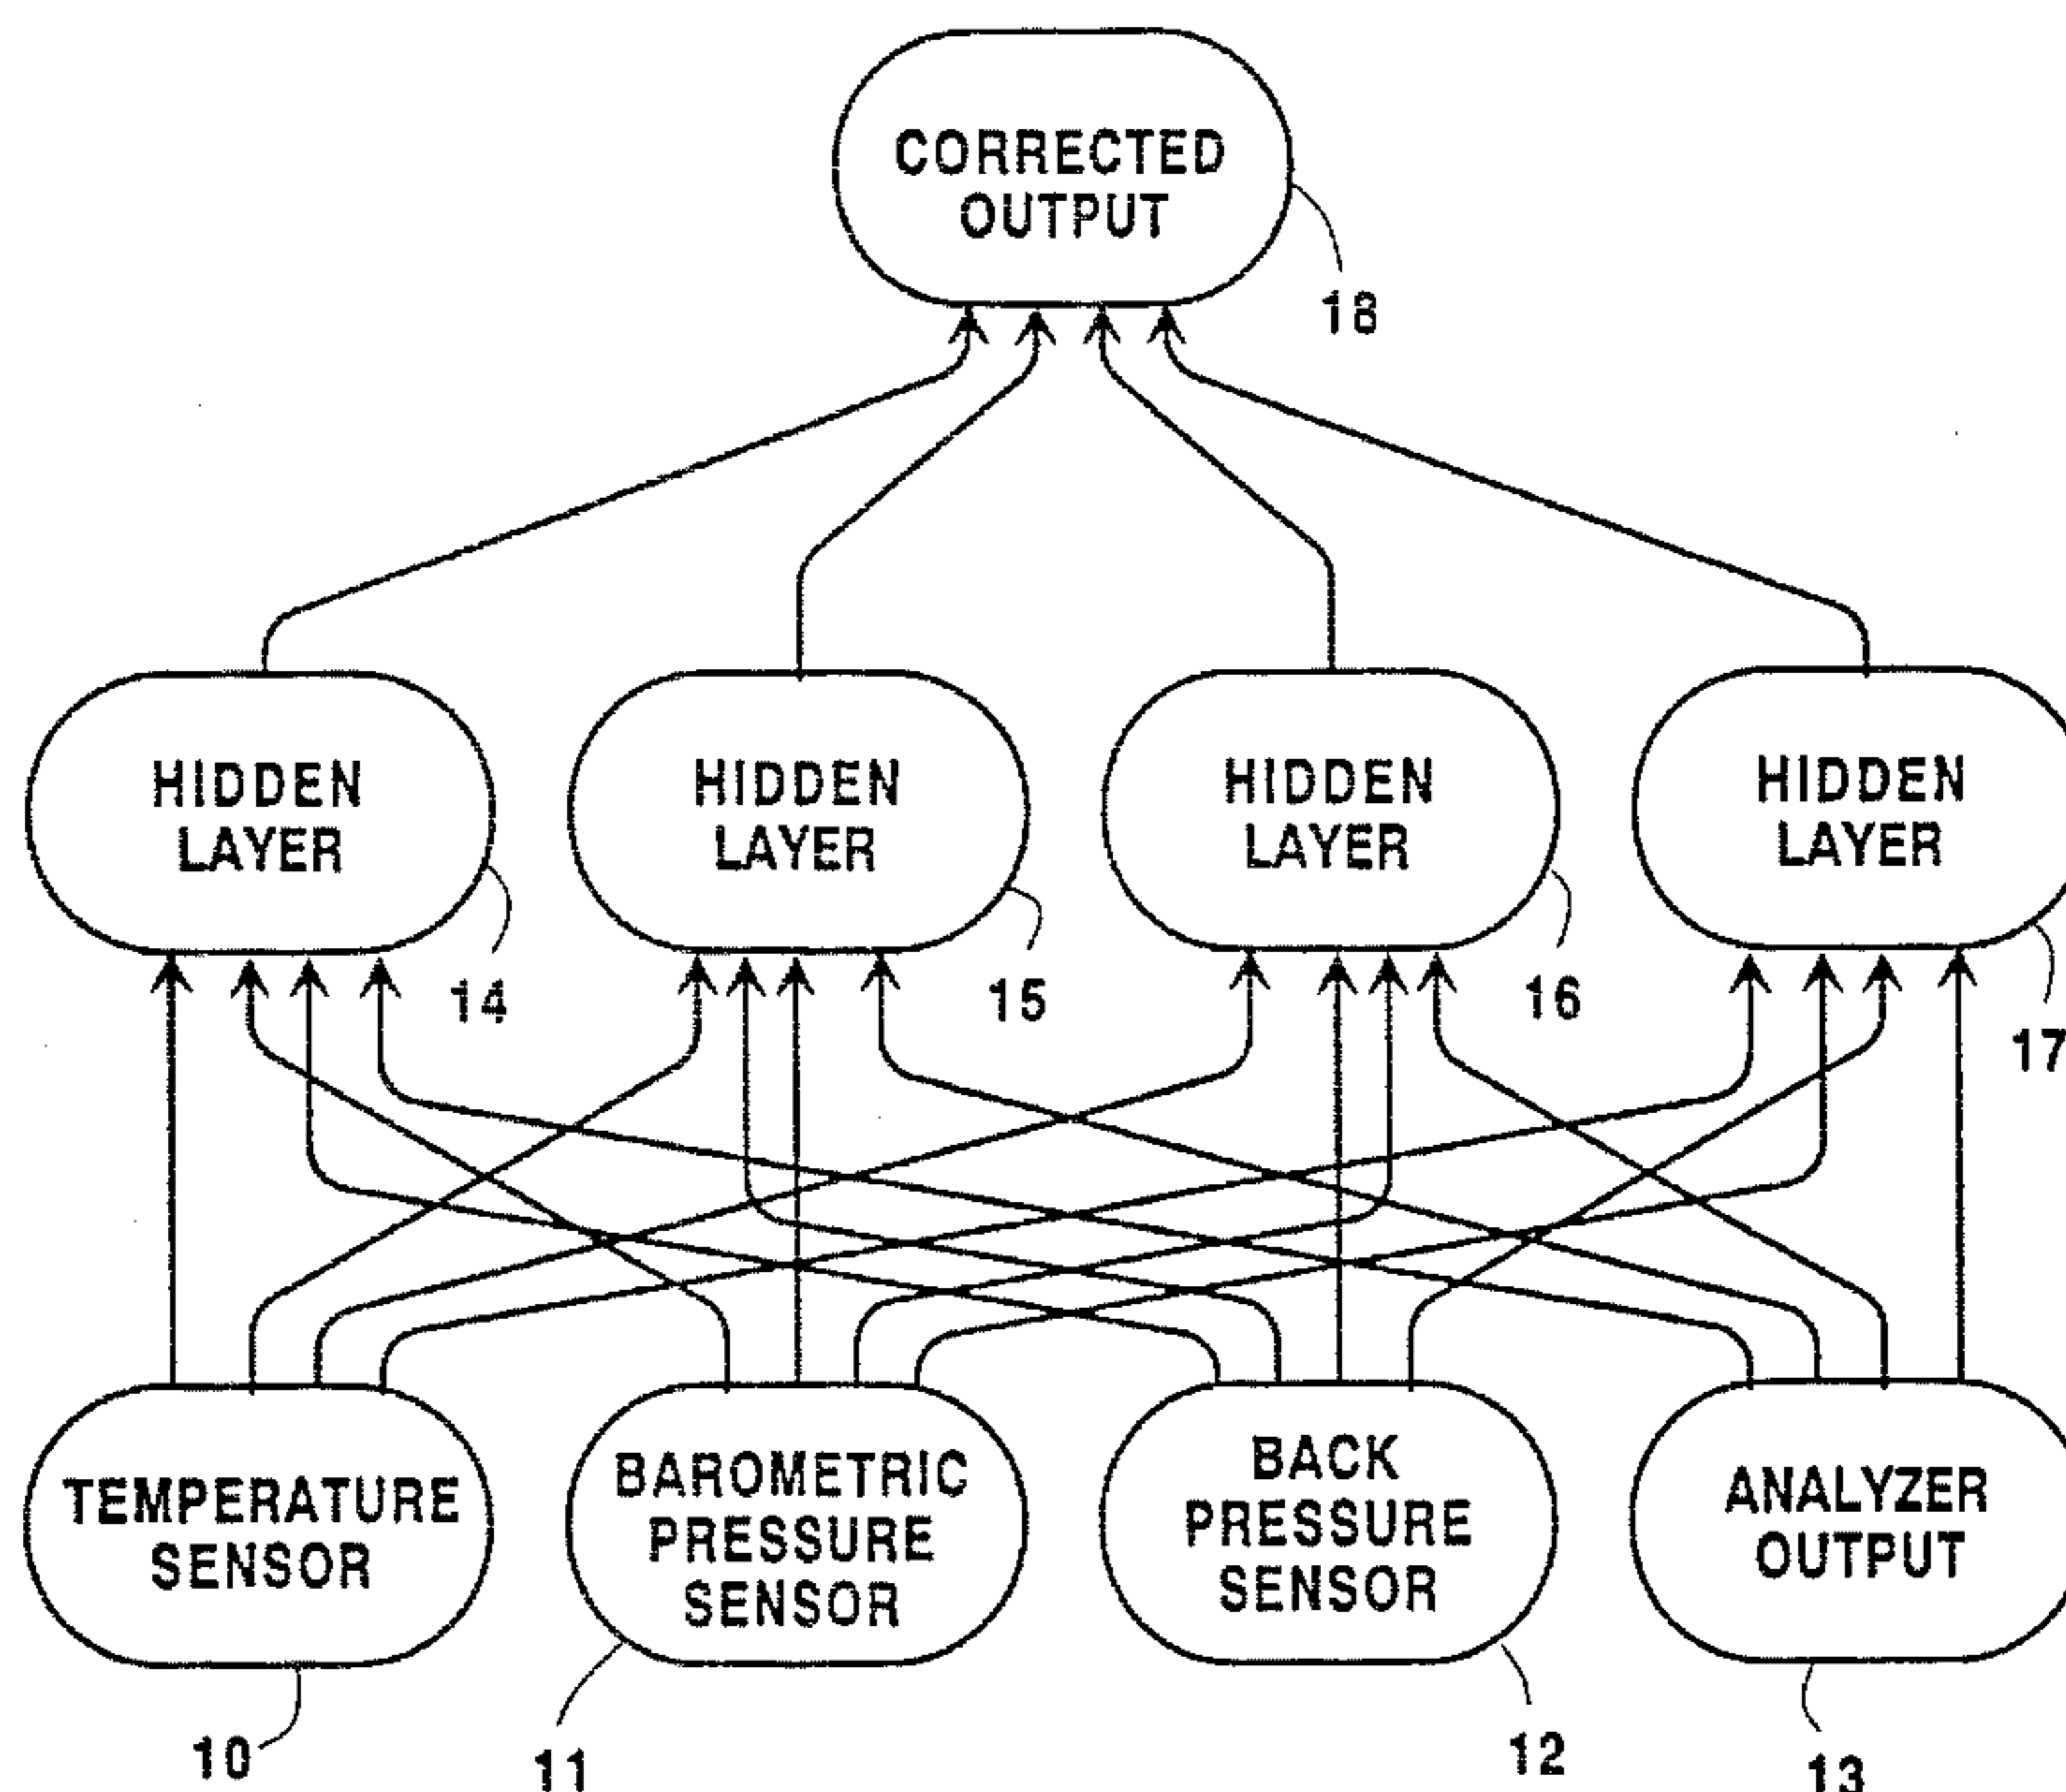 CORRECTED
OUTPUT
18
HIDDEN
LAYER
HIDDEN
LAYER
HIDDEN
LAYER
HIDDEN
LAYER
14
15
16
17
TEMPERATURE
SENSOR
BAROMETRIC
PRESSURE
SENSOR
BACK
PRESSURE
SENSOR
ANALYZER
OUTPUT
10
11
12
13